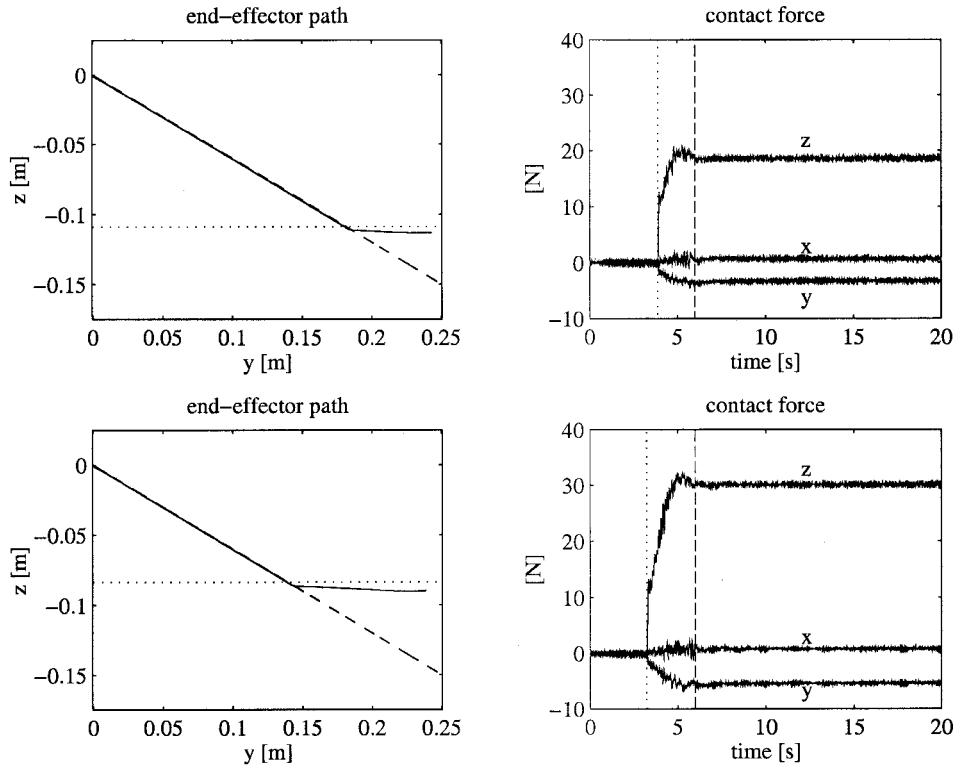 end−effector path
z [m]
0
−0.05
−0.1
−0.15
0 0.05 0.1 0.15 0.2 0.25
y [m]
contact force
[N]
40
30
20
10
0
−10
z
x
y
0 5 10 15 20
time [s]
end−effector path
z [m]
0
−0.05
−0.1
−0.15
0 0.05 0.1 0.15 0.2 0.25
y [m]
contact force
[N]
40
30
20
10
0
−10
z
x
y
0 5 10 15 20
time [s]